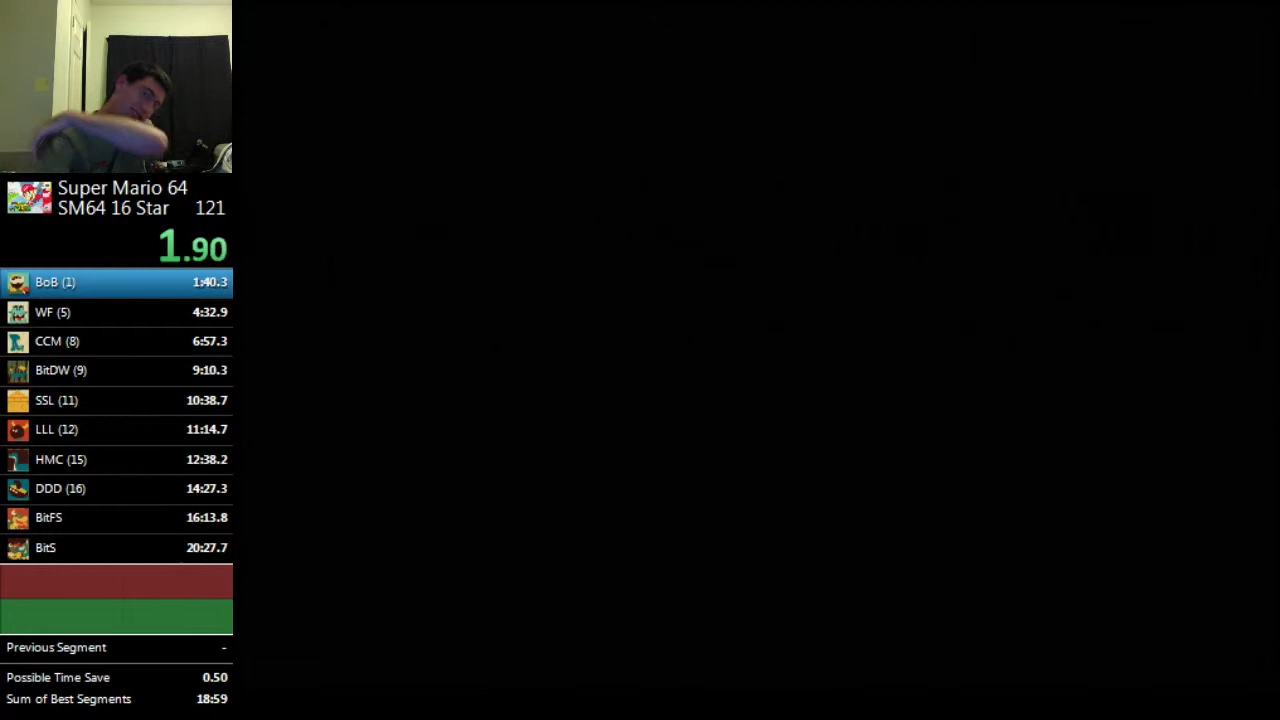 Super Mario 64
SM64 16 Star 121
1.90
BoB (1) 1:40.3
WF (5) 4:32.9
CCM (8) 6:57.3
BitDW (9) 9:10.3
SSL (11) 10:38.7
LLL (12) 11:14.7
HMC (15) 12:38.2
DDD (16) 14:27.3
BitFS 16:13.8
BitS 20:27.7
Previous Segment -
Possible Time Save 0.50
Sum of Best Segments 18:59